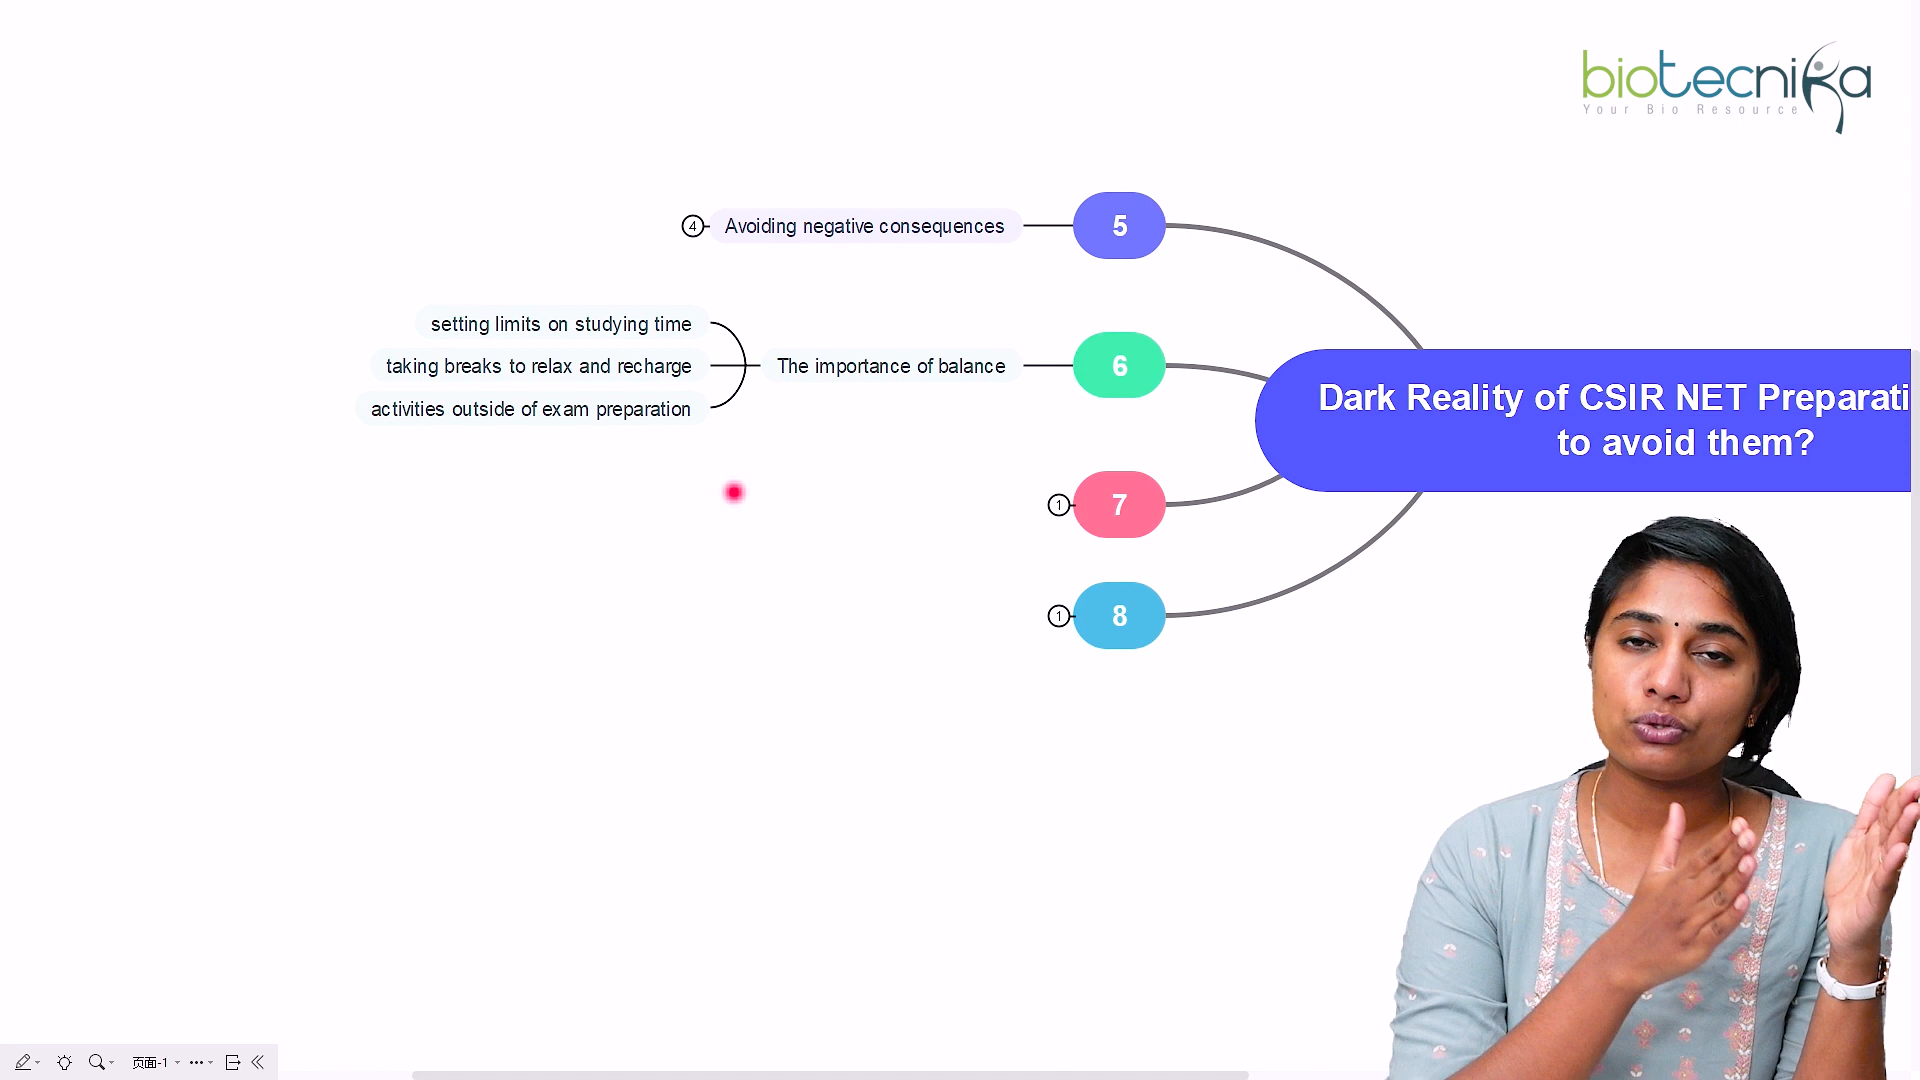 biotecnika
Your Bio Resource
4
Avoiding negative consequences
5
setting limits on studying time
taking breaks to relax and recharge
activities outside of exam preparation
The importance of balance
6
Dark Reality of CSIR NET Preparati
to avoid them?
1
7
1
8
页面-1